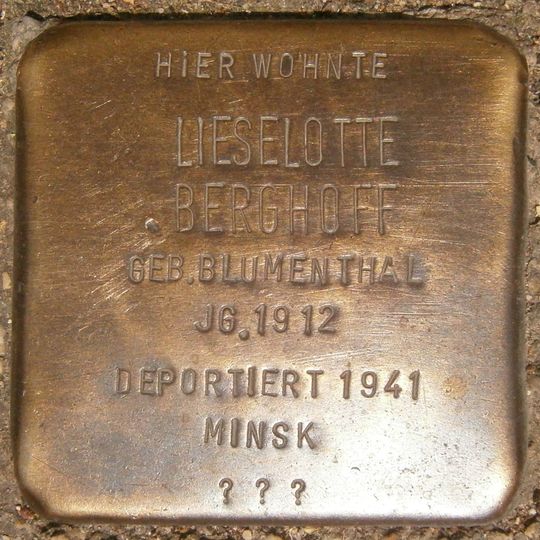 HIER WOHNTE
LIESELOTTE
BERGHOFF
GEB.BLUMENTHAL
JG.1912
DEPORTIERT 1941
MINSK
? ? ?